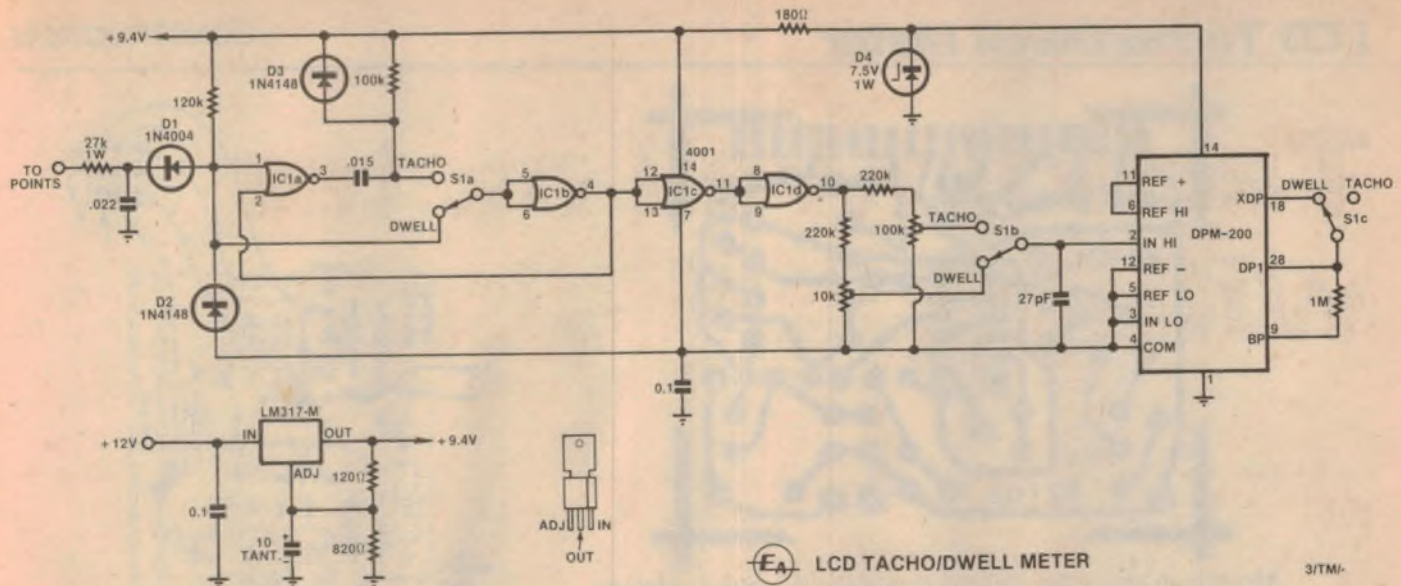 +9.4V
180Ω
D3
1N4148
100k
D4
7.5V
1W
120k
D1
1N4004
27k
1W
TO
POINTS
.022
1
2
IC1a
3
.015
TACHO
S1a
DWELL
5
6
IC1b
4
4001
14
12
13
IC1c
11
7
8
9
IC1d
10
220k
220k
100k
10k
TACHO
S1b
DWELL
27pF
14
11 REF +
6 REF HI
2 IN HI
12 REF –
5 REF LO
3 IN LO
4 COM
DPM-200
XDP
18
DP1
28
BP
9
1
DWELL
TACHO
S1c
1M
D2
1N4148
0.1
LM317-M
+12V
IN
OUT
ADJ
+9.4V
120Ω
0.1
10
TANT.
820Ω
ADJ
IN
OUT
EA LCD TACHO/DWELL METER
3/TM/-